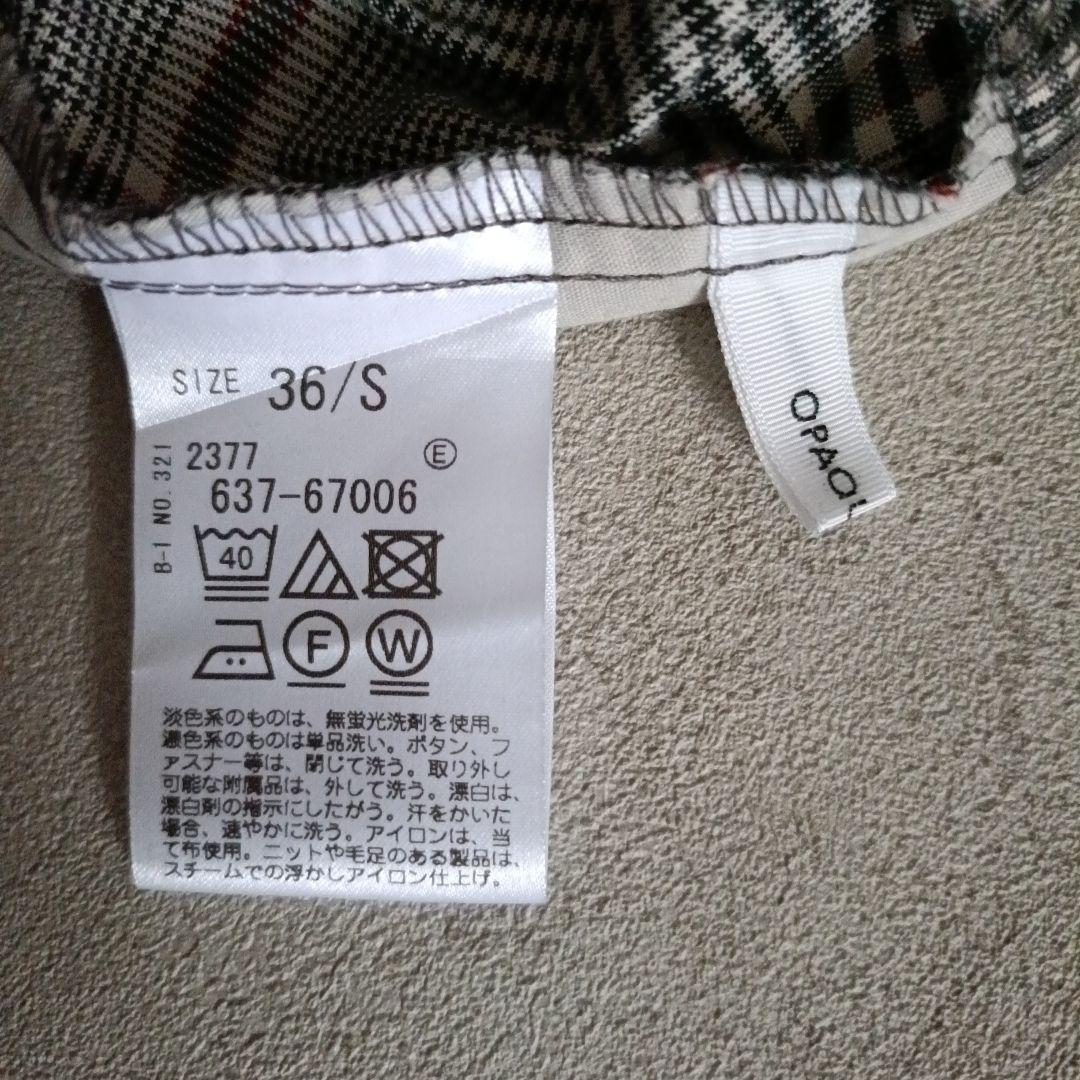 SIZE 36/S
2377 Ⓔ
637-67006
B-1 NO.321
40
F W
淡色系のものは、無蛍光洗剤を使用。
濃色系のものは単品洗い。ボタン、フ
ァスナー等は、閉じて洗う。取り外し
可能な附属品は、外して洗う。漂白は、
漂白剤の指示にしたがう。汗をかいた
場合、速やかに洗う。アイロンは、当
て布使用。ニットや毛足のある製品は、
スチームでの浮かしアイロン仕上げ。
OPAQU